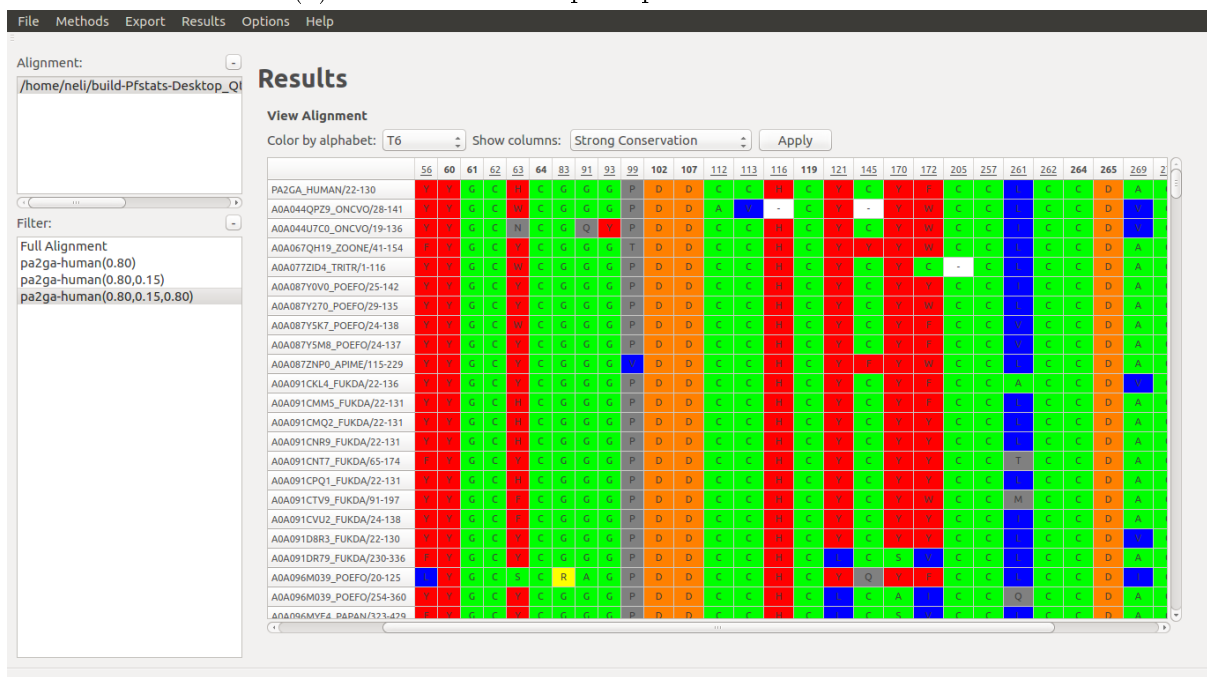 File Methods Export Results Options Help
Alignment: -
/home/neli/build-Pfstats-Desktop_Qt
Filter: -
Full Alignment
pa2ga-human(0.80)
pa2ga-human(0.80,0.15)
pa2ga-human(0.80,0.15,0.80)
Results
View Alignment
Color by alphabet: T6 Show columns: Strong Conservation Apply
56 60 61 62 63 64 83 91 93 99 102 107 112 113 116 119 121 145 170 172 205 257 261 262 264 265 269 2
PA2GA_HUMAN/22-130 Y Y G C H C G G G P D D C C H C Y C Y F C C L C C D A
A0A044QPZ9_ONCVO/28-141 Y Y G C W C G G G P D D A V - C Y - Y W C C L C C D V
A0A044U7C0_ONCVO/19-136 Y Y G C N C G Q Y P D D C C H C Y C Y W C C I C C D V
A0A067QH19_ZOONE/41-154 F Y G C Y C G G G T D D C C H C Y Y Y W C C L C C D A
A0A077ZID4_TRITR/1-116 Y Y G C W C G G G P D D C C H C Y C Y C - C L C C D A
A0A087Y0V0_POEFO/25-142 Y Y G C Y C G G G P D D C C H C Y C Y Y C C I C C D A
A0A087Y270_POEFO/29-135 Y Y G C Y C G G G P D D C C H C Y C Y W C C L C C D A
A0A087Y5K7_POEFO/24-138 Y Y G C W C G G G P D D C C H C Y C Y F C C V C C D A
A0A087Y5M8_POEFO/24-137 Y Y G C Y C G G G P D D C C H C Y C Y F C C V C C D A
A0A087ZNP0_APIME/115-229 Y Y G C Y C G G G V D D C C H C Y F Y W C C L C C D A
A0A091CKL4_FUKDA/22-136 Y Y G C Y C G G G P D D C C H C Y C Y F C C A C C D V
A0A091CMM5_FUKDA/22-131 Y Y G C H C G G G P D D C C H C Y C Y F C C L C C D A
A0A091CMQ2_FUKDA/22-131 Y Y G C H C G G G P D D C C H C Y C Y F C C L C C D A
A0A091CNR9_FUKDA/22-131 Y Y G C H C G G G P D D C C H C Y C Y Y C C L C C D A
A0A091CNT7_FUKDA/65-174 F Y G C Y C G G G P D D C C H C Y C Y Y C C T C C D A
A0A091CPQ1_FUKDA/22-131 Y Y G C H C G G G P D D C C H C Y C Y Y C C L C C D A
A0A091CTV9_FUKDA/91-197 Y Y G C F C G G G P D D C C H C Y C Y W C C M C C D A
A0A091CVU2_FUKDA/24-138 Y Y G C F C G G G P D D C C H C Y C Y Y C C I C C D A
A0A091D8R3_FUKDA/22-130 Y Y G C Y C G G G P D D C C H C Y C Y Y C C I C C D V
A0A091DR79_FUKDA/230-336 F Y G C Y C G G G P D D C C H C L C S V C C L C C D A
A0A096M039_POEFO/20-125 L Y G C S C R A G P D D C C H C Y Q Y F C C L C C D I
A0A096M039_POEFO/254-360 Y Y G C Y C G G G P D D C C H C L C A I C C Q C C D A
A0A096MYE4_PAPAN/323-429 F Y G C Y C G G G P D D C C H C L C S V C C L C C D A